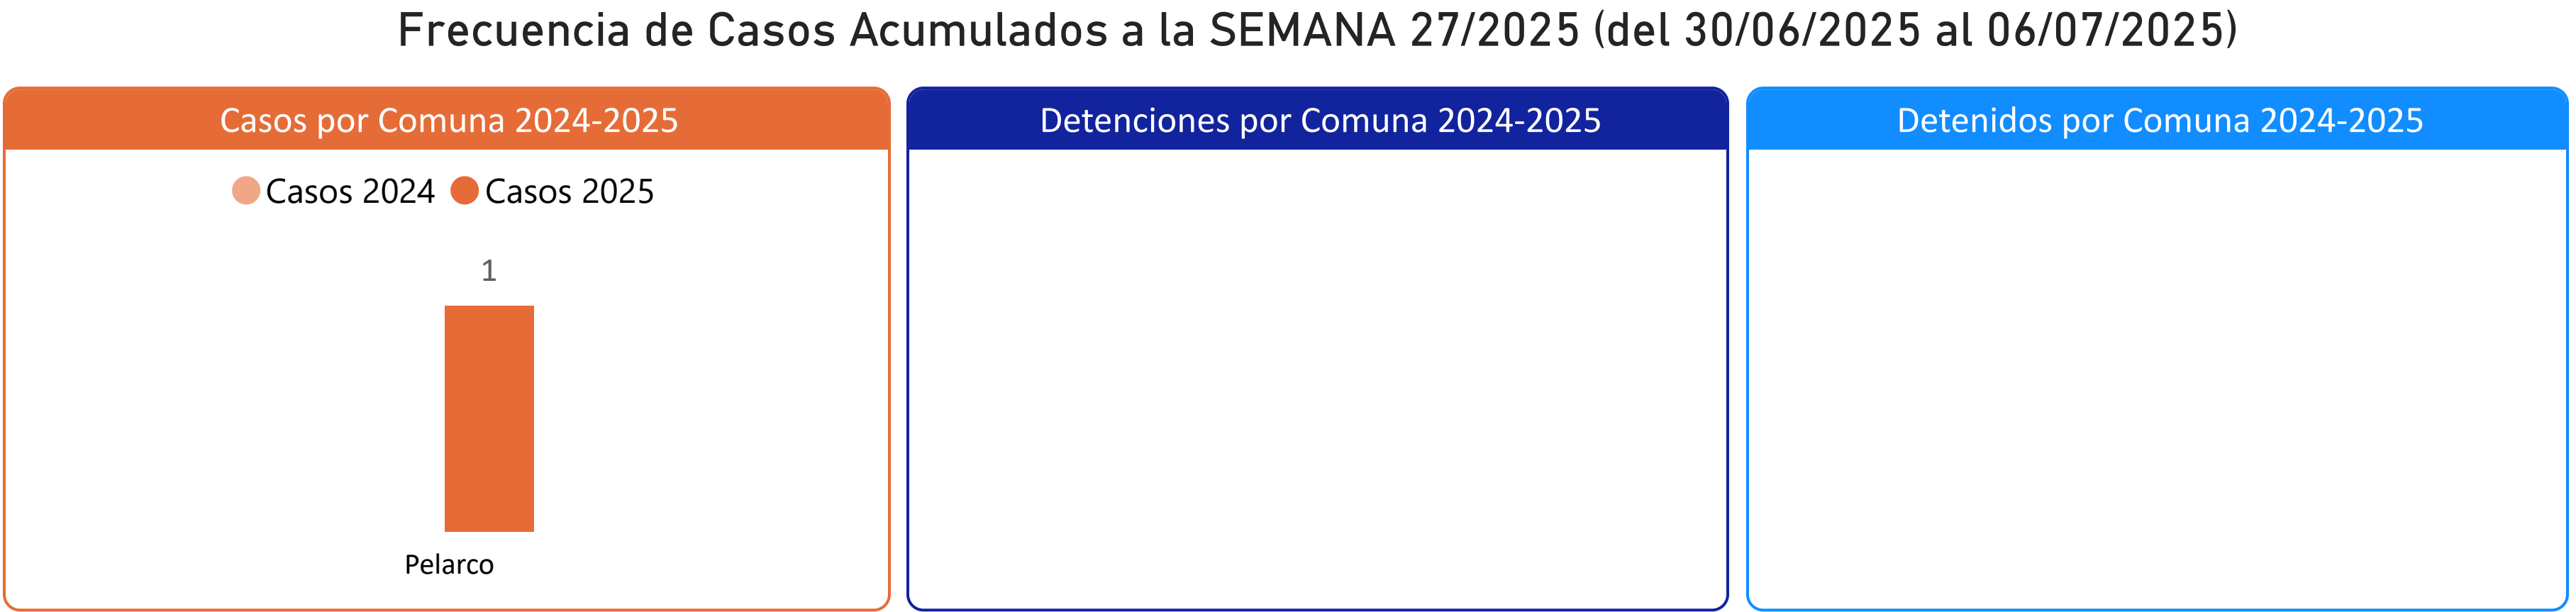 Frecuencia de Casos Acumulados a la SEMANA 27/2025 (del 30/06/2025 al 06/07/2025)
Casos por Comuna 2024-2025
Casos 2024 Casos 2025
1
Pelarco
Detenciones por Comuna 2024-2025
Detenidos por Comuna 2024-2025